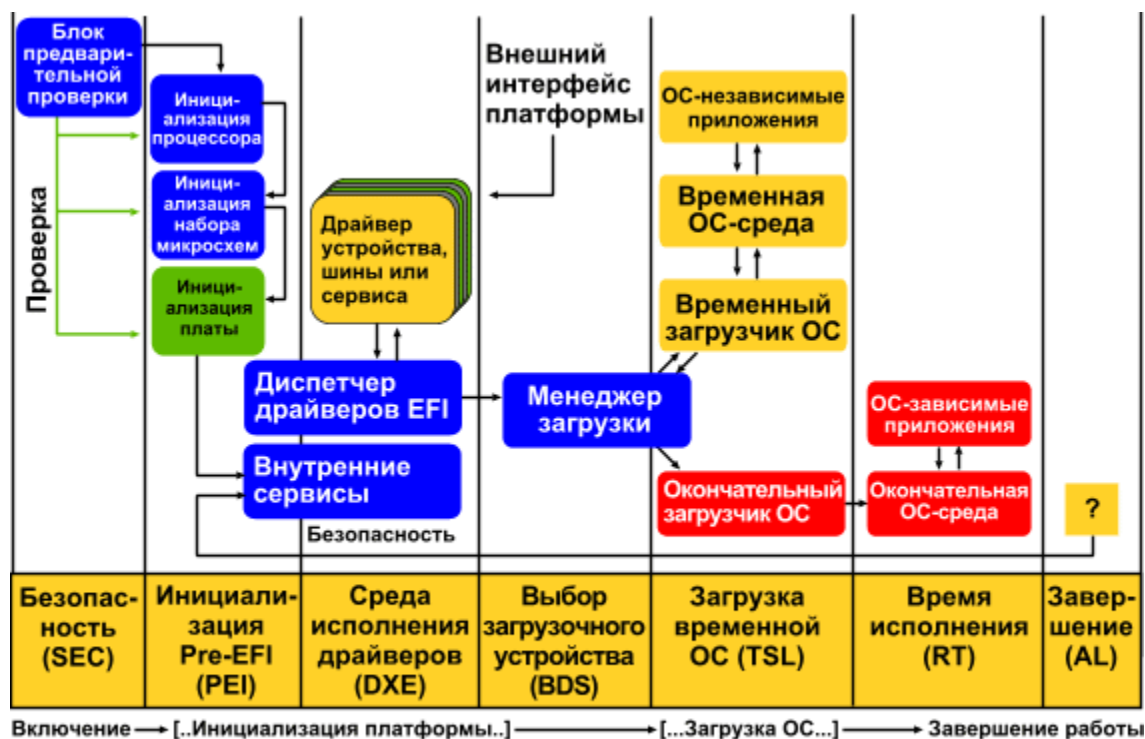 Блок
предвари-
тельной
проверки
Проверка
Иници-
ализация
процессора
Иници-
ализация
набора
микросхем
Иници-
ализация
платы
Драйвер
устройства,
шины или
сервиса
Диспетчер
драйверов EFI
Внутренние
сервисы
Безопасность
Внешний
интерфейс
платформы
Менеджер
загрузки
ОС-независимые
приложения
Временная
ОС-среда
Временный
загрузчик ОС
Окончательный
загрузчик ОС
ОС-зависимые
приложения
Окончательная
ОС-среда
?
Безопас-
ность
(SEC)
Инициали-
зация
Pre-EFI
(PEI)
Среда
исполнения
драйверов
(DXE)
Выбор
загрузочного
устройства
(BDS)
Загрузка
временной
ОС (TSL)
Время
исполнения
(RT)
Завер-
шение
(AL)
Включение [..Инициализация платформы..] [...Загрузка ОС...] Завершение работы